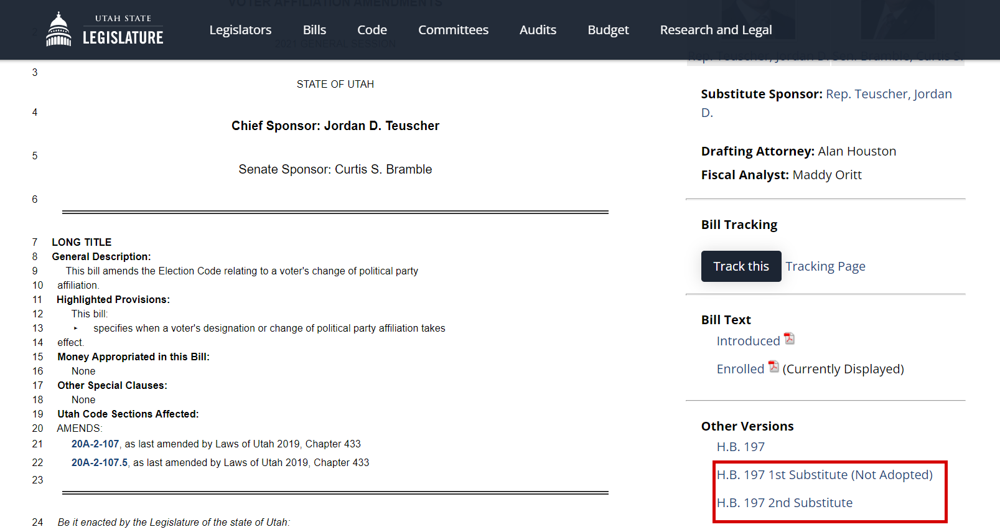 VOTER AFFILIATION AMENDMENTS
UTAH STATE
LEGISLATURE
Legislators
Bills
Code
Committees
Audits
Budget
Research and Legal
2
2021 GENERAL SESSION
3
STATE OF UTAH
4
Chief Sponsor: Jordan D. Teuscher
5
Senate Sponsor: Curtis S. Bramble
6
7 LONG TITLE
8 General Description:
9 This bill amends the Election Code relating to a voter's change of political party
10 affiliation.
11 Highlighted Provisions:
12 This bill:
13 ▸ specifies when a voter's designation or change of political party affiliation takes
14 effect.
15 Money Appropriated in this Bill:
16 None
17 Other Special Clauses:
18 None
19 Utah Code Sections Affected:
20 AMENDS:
21 20A-2-107, as last amended by Laws of Utah 2019, Chapter 433
22 20A-2-107.5, as last amended by Laws of Utah 2019, Chapter 433
23
24 Be it enacted by the Legislature of the state of Utah:
Rep. Teuscher, Jordan D. Sen. Bramble, Curtis S.
Substitute Sponsor: Rep. Teuscher, Jordan
D.
Drafting Attorney: Alan Houston
Fiscal Analyst: Maddy Oritt
Bill Tracking
Track this Tracking Page
Bill Text
Introduced
Enrolled (Currently Displayed)
Other Versions
H.B. 197
H.B. 197 1st Substitute (Not Adopted)
H.B. 197 2nd Substitute